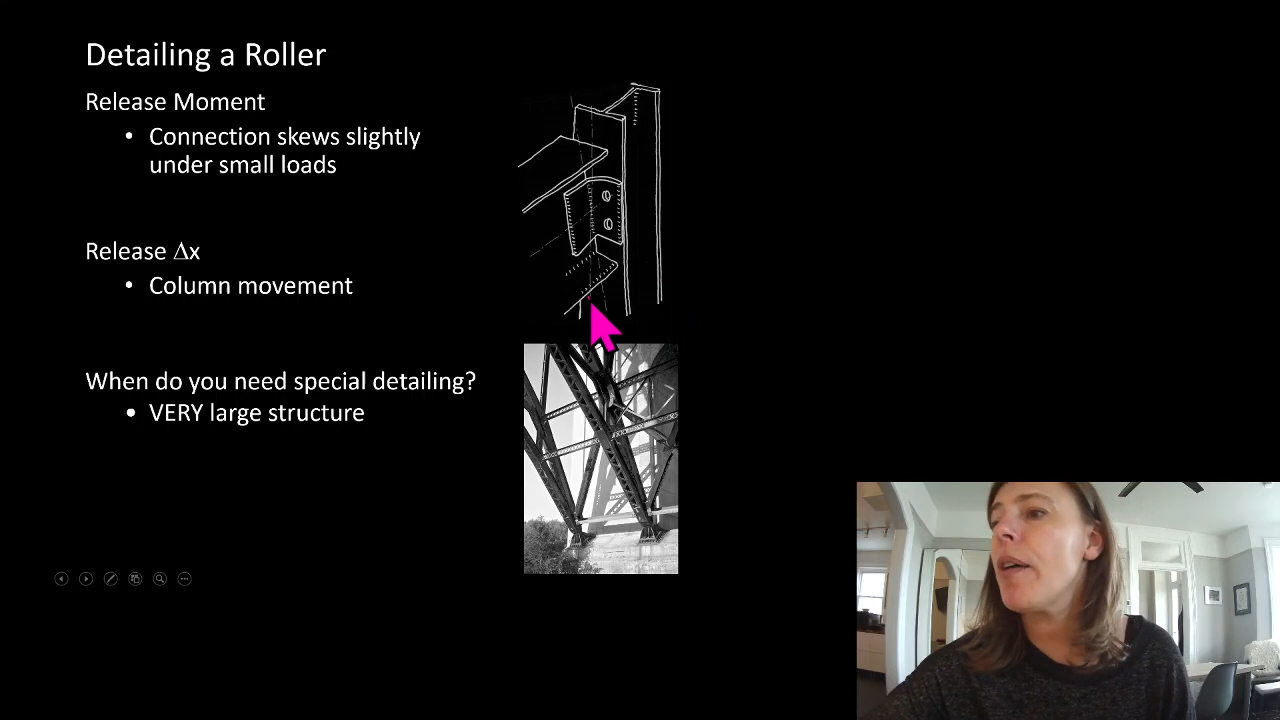 Detailing a Roller
Release Moment
• Connection skews slightly
under small loads
Release Δx
• Column movement
When do you need special detailing?
• VERY large structure